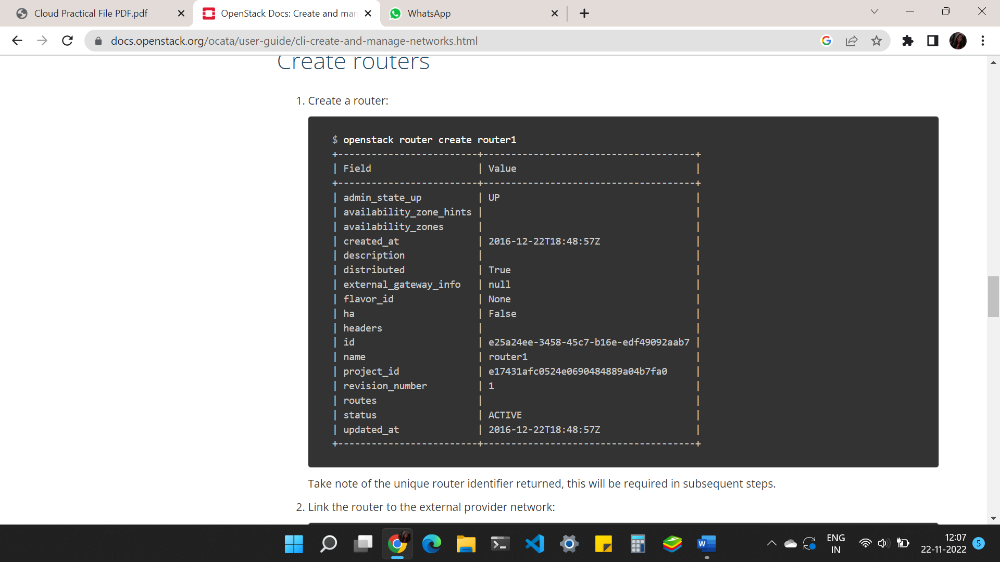 Cloud Practical File PDF.pdf
OpenStack Docs: Create and man
WhatsApp
docs.openstack.org/ocata/user-guide/cli-create-and-manage-networks.html
Create routers
1. Create a router:
$ openstack router create router1
+-------------------------+--------------------------------------+
| Field                   | Value                                |
+-------------------------+--------------------------------------+
| admin_state_up          | UP                                   |
| availability_zone_hints |                                      |
| availability_zones      |                                      |
| created_at              | 2016-12-22T18:48:57Z                 |
| description             |                                      |
| distributed             | True                                 |
| external_gateway_info   | null                                 |
| flavor_id               | None                                 |
| ha                      | False                                |
| headers                 |                                      |
| id                      | e25a24ee-3458-45c7-b16e-edf49092aab7 |
| name                    | router1                              |
| project_id              | e17431afc0524e0690484889a04b7fa0     |
| revision_number         | 1                                    |
| routes                  |                                      |
| status                  | ACTIVE                               |
| updated_at              | 2016-12-22T18:48:57Z                 |
+-------------------------+--------------------------------------+
Take note of the unique router identifier returned, this will be required in subsequent steps.
2. Link the router to the external provider network:
W
ENG
IN
12:07
22-11-2022
5